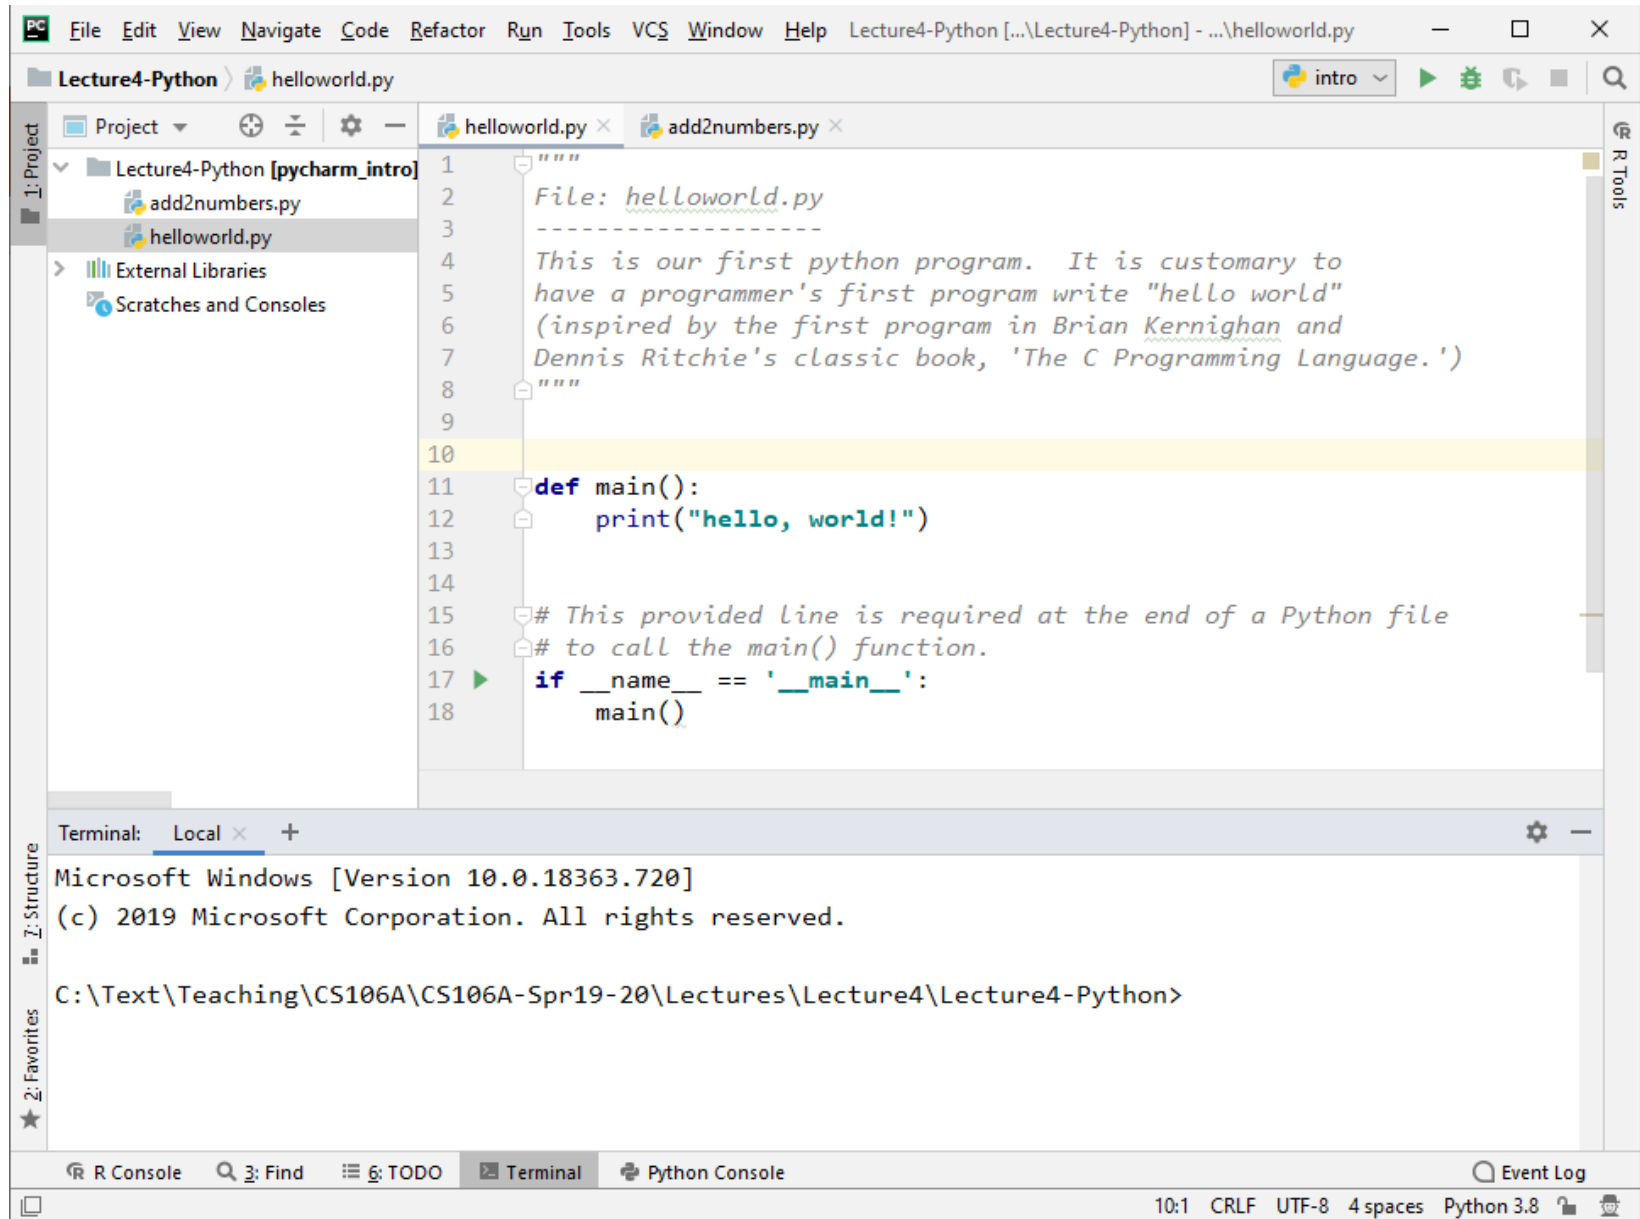 PC File Edit View Navigate Code Refactor Run Tools VCS Window Help Lecture4-Python [...\Lecture4-Python] - ...\helloworld.py
Lecture4-Python helloworld.py intro
1: Project
Project
helloworld.py
add2numbers.py
R Tools
Lecture4-Python [pycharm_intro]
add2numbers.py
helloworld.py
External Libraries
Scratches and Consoles
1 """
2 File: helloworld.py
3 -------------------
4 This is our first python program.  It is customary to
5 have a programmer's first program write "hello world"
6 (inspired by the first program in Brian Kernighan and
7 Dennis Ritchie's classic book, 'The C Programming Language.')
8 """
9
10
11 def main():
12     print("hello, world!")
13
14
15 # This provided line is required at the end of a Python file
16 # to call the main() function.
17 if __name__ == '__main__':
18     main()
7: Structure
2: Favorites
Terminal: Local +
Microsoft Windows [Version 10.0.18363.720]
(c) 2019 Microsoft Corporation. All rights reserved.
C:\Text\Teaching\CS106A\CS106A-Spr19-20\Lectures\Lecture4\Lecture4-Python>
R Console 3: Find 6: TODO Terminal Python Console Event Log
10:1 CRLF UTF-8 4 spaces Python 3.8